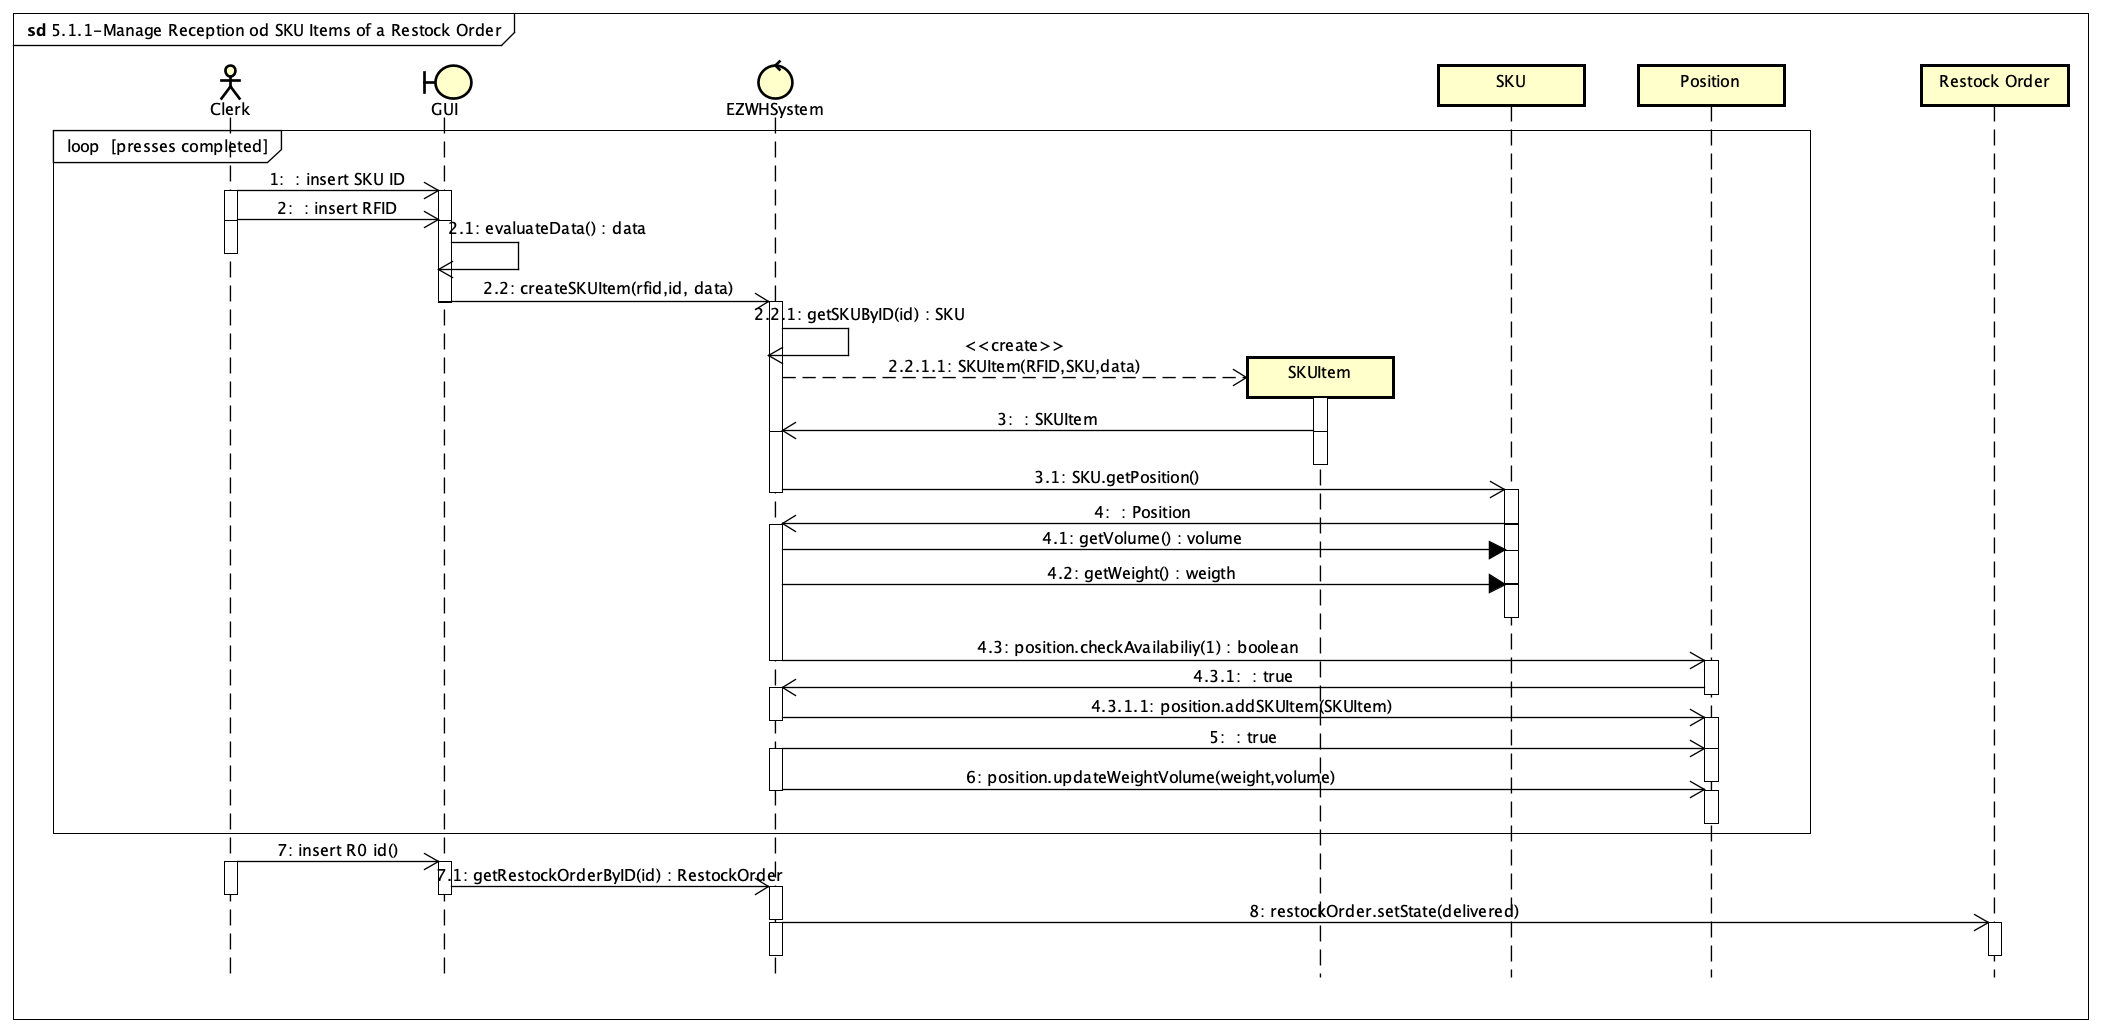 sd 5.1.1-Manage Reception od SKU Items of a Restock Order
Clerk
GUI
EZWHSystem
SKU
Position
Restock Order
loop [presses completed]
1: : insert SKU ID
2: : insert RFID
2.1: evaluateData() : data
2.2: createSKUItem(rfid,id, data)
2.2.1: getSKUByID(id) : SKU
<<create>>
2.2.1.1: SKUItem(RFID,SKU,data)
SKUItem
3: : SKUItem
3.1: SKU.getPosition()
4: : Position
4.1: getVolume() : volume
4.2: getWeight() : weigth
4.3: position.checkAvailabiliy(1) : boolean
4.3.1: : true
4.3.1.1: position.addSKUItem(SKUItem)
5: : true
6: position.updateWeightVolume(weight,volume)
7: insert R0 id()
7.1: getRestockOrderByID(id) : RestockOrder
8: restockOrder.setState(delivered)